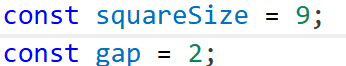 const squareSize = 9;
const gap = 2;